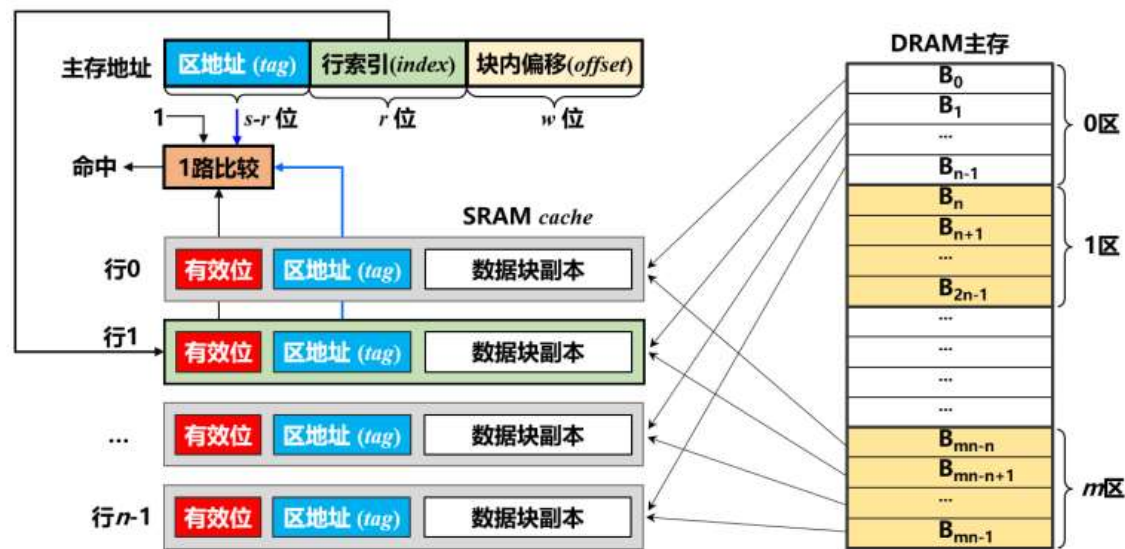 主存地址 区地址 (tag) 行索引(index) 块内偏移(offset)
s-r 位 r 位 w 位
1
命中 1路比较
SRAM cache
行0 有效位 区地址 (tag) 数据块副本
行1 有效位 区地址 (tag) 数据块副本
... 有效位 区地址 (tag) 数据块副本
行n-1 有效位 区地址 (tag) 数据块副本
DRAM主存
B0
B1
...
Bn-1
0区
Bn
Bn+1
...
B2n-1
1区
...
...
...
...
Bmn-n
Bmn-n+1
...
Bmn-1
m区